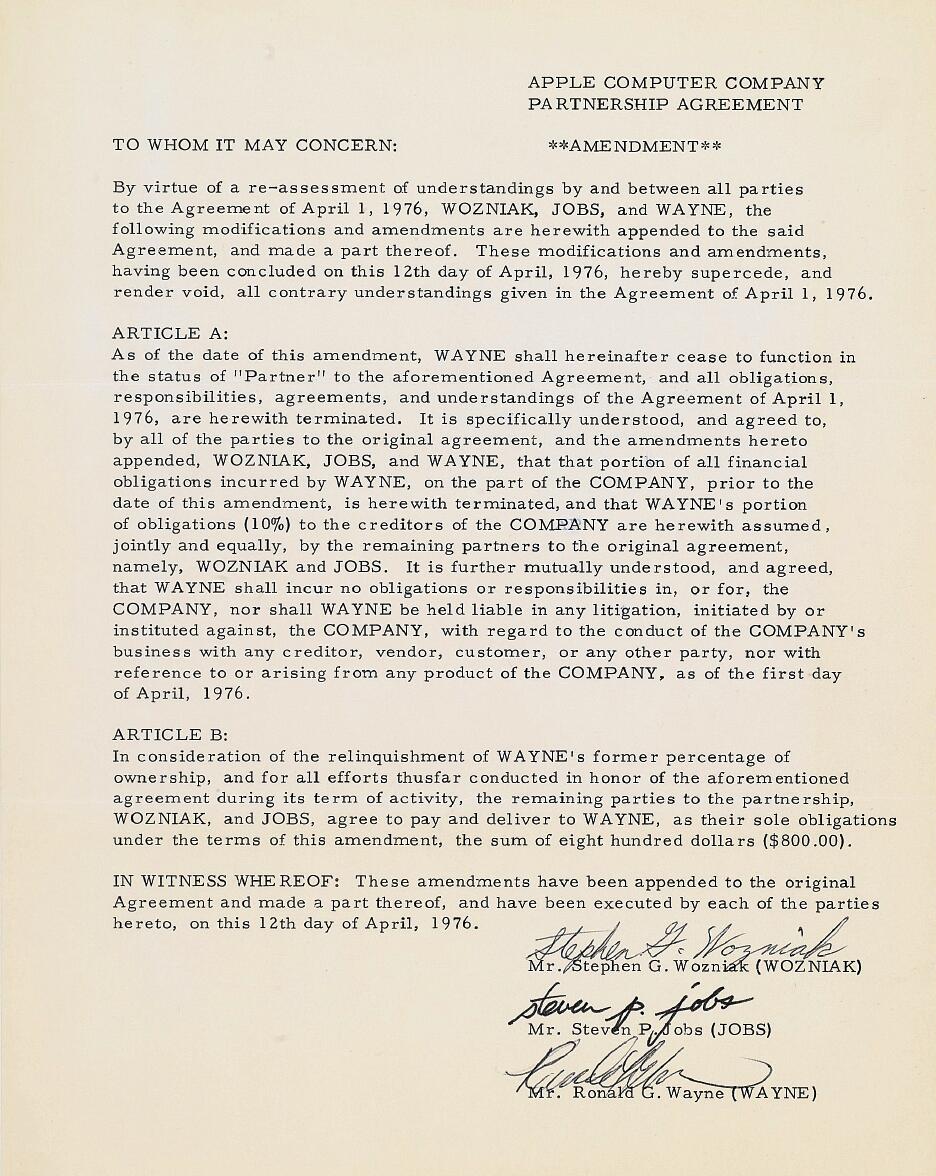 APPLE COMPUTER COMPANY
PARTNERSHIP AGREEMENT
TO WHOM IT MAY CONCERN: **AMENDMENT**
By virtue of a re-assessment of understandings by and between all parties
to the Agreement of April 1, 1976, WOZNIAK, JOBS, and WAYNE, the
following modifications and amendments are herewith appended to the said
Agreement, and made a part thereof. These modifications and amendments,
having been concluded on this 12th day of April, 1976, hereby supercede, and
render void, all contrary understandings given in the Agreement of April 1, 1976.
ARTICLE A:
As of the date of this amendment, WAYNE shall hereinafter cease to function in
the status of "Partner" to the aforementioned Agreement, and all obligations,
responsibilities, agreements, and understandings of the Agreement of April 1,
1976, are herewith terminated. It is specifically understood, and agreed to,
by all of the parties to the original agreement, and the amendments hereto
appended, WOZNIAK, JOBS, and WAYNE, that that portion of all financial
obligations incurred by WAYNE, on the part of the COMPANY, prior to the
date of this amendment, is herewith terminated, and that WAYNE's portion
of obligations (10%) to the creditors of the COMPANY are herewith assumed,
jointly and equally, by the remaining partners to the original agreement,
namely, WOZNIAK and JOBS. It is further mutually understood, and agreed,
that WAYNE shall incur no obligations or responsibilities in, or for, the
COMPANY, nor shall WAYNE be held liable in any litigation, initiated by or
instituted against, the COMPANY, with regard to the conduct of the COMPANY's
business with any creditor, vendor, customer, or any other party, nor with
reference to or arising from any product of the COMPANY, as of the first day
of April, 1976.
ARTICLE B:
In consideration of the relinquishment of WAYNE's former percentage of
ownership, and for all efforts thusfar conducted in honor of the aforementioned
agreement during its term of activity, the remaining parties to the partnership,
WOZNIAK, and JOBS, agree to pay and deliver to WAYNE, as their sole obligations
under the terms of this amendment, the sum of eight hundred dollars ($800.00).
IN WITNESS WHEREOF: These amendments have been appended to the original
Agreement and made a part thereof, and have been executed by each of the parties
hereto, on this 12th day of April, 1976.
Stephen G. Wozniak
Mr. Stephen G. Wozniak (WOZNIAK)
steven p. jobs
Mr. Steven P. Jobs (JOBS)
Mr. Ronald G. Wayne (WAYNE)